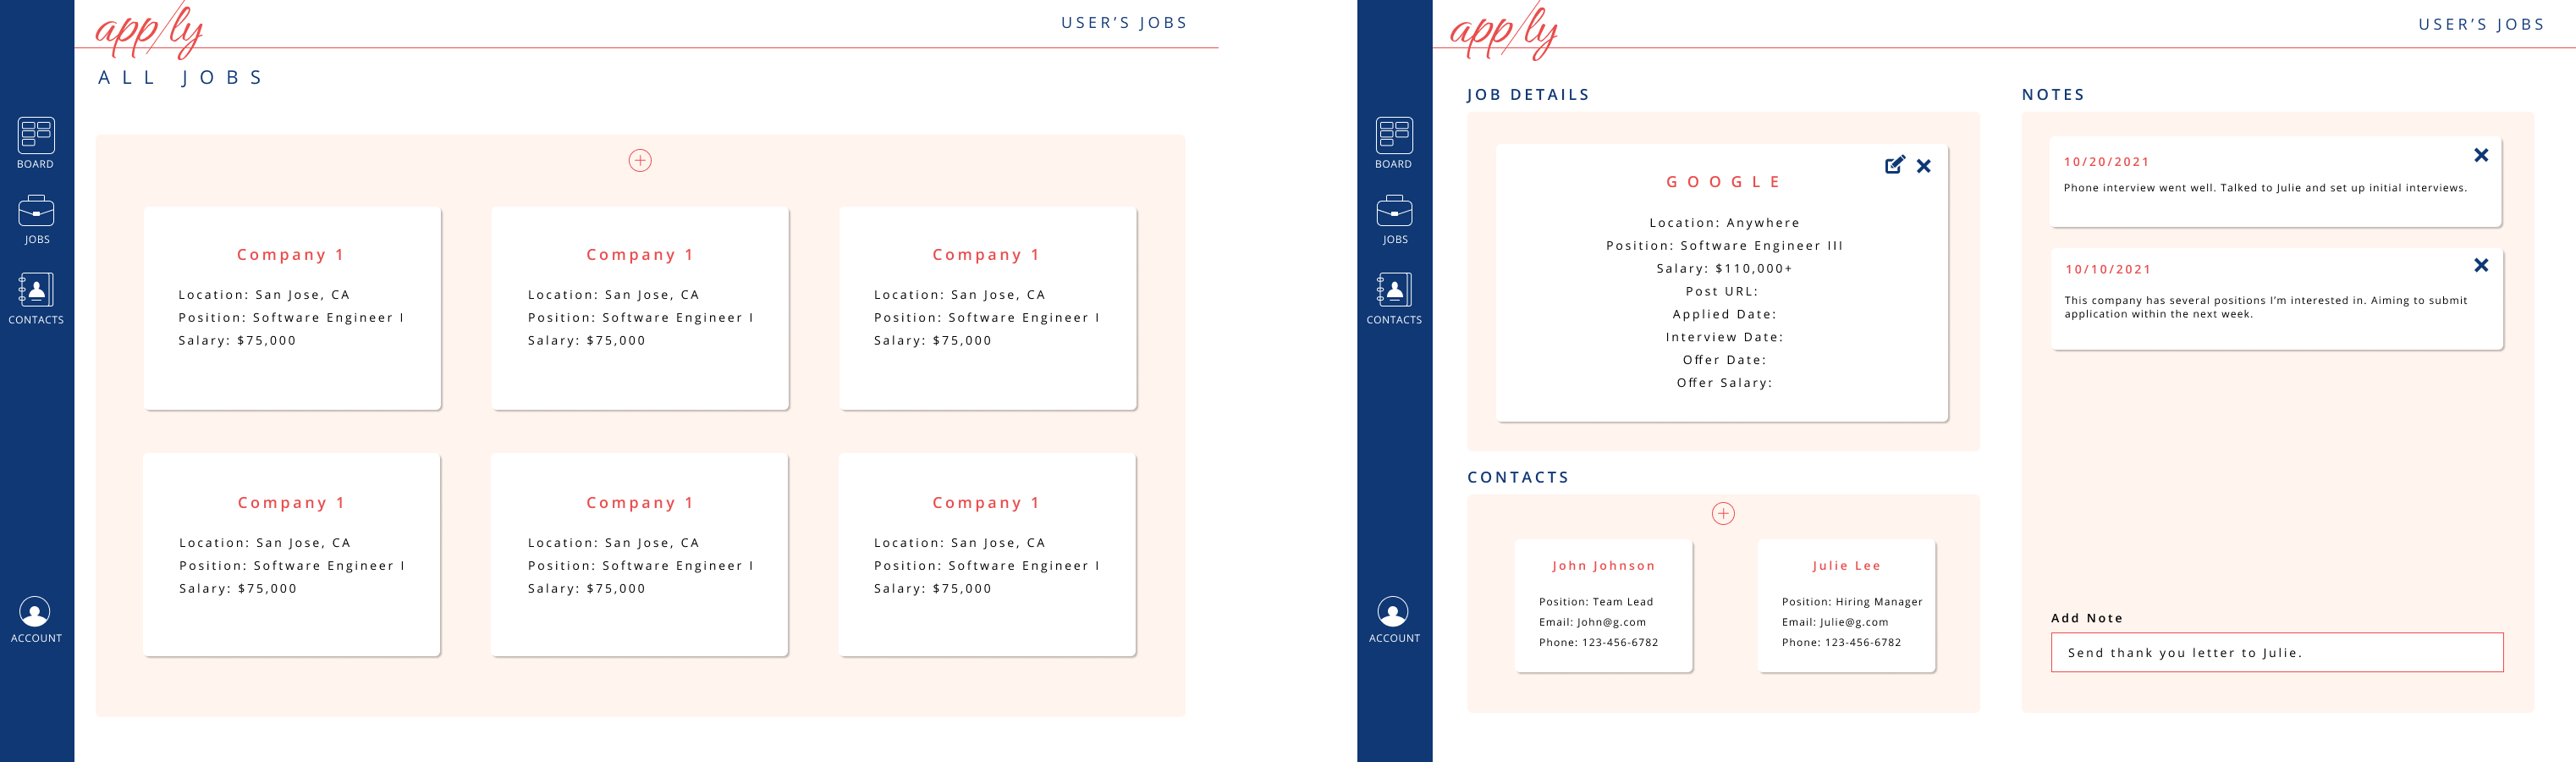 app/ly
USER’S JOBS
ALL JOBS
BOARD
JOBS
CONTACTS
ACCOUNT
Company 1
Location: San Jose, CA
Position: Software Engineer I
Salary: $75,000
Company 1
Location: San Jose, CA
Position: Software Engineer I
Salary: $75,000
Company 1
Location: San Jose, CA
Position: Software Engineer I
Salary: $75,000
Company 1
Location: San Jose, CA
Position: Software Engineer I
Salary: $75,000
Company 1
Location: San Jose, CA
Position: Software Engineer I
Salary: $75,000
Company 1
Location: San Jose, CA
Position: Software Engineer I
Salary: $75,000
app/ly
USER’S JOBS
BOARD
JOBS
CONTACTS
ACCOUNT
JOB DETAILS
GOOGLE
Location: Anywhere
Position: Software Engineer III
Salary: $110,000+
Post URL:
Applied Date:
Interview Date:
Offer Date:
Offer Salary:
CONTACTS
John Johnson
Position: Team Lead
Email: John@g.com
Phone: 123-456-6782
Julie Lee
Position: Hiring Manager
Email: Julie@g.com
Phone: 123-456-6782
NOTES
10/20/2021
Phone interview went well. Talked to Julie and set up initial interviews.
10/10/2021
This company has several positions I’m interested in. Aiming to submit
application within the next week.
Add Note
Send thank you letter to Julie.